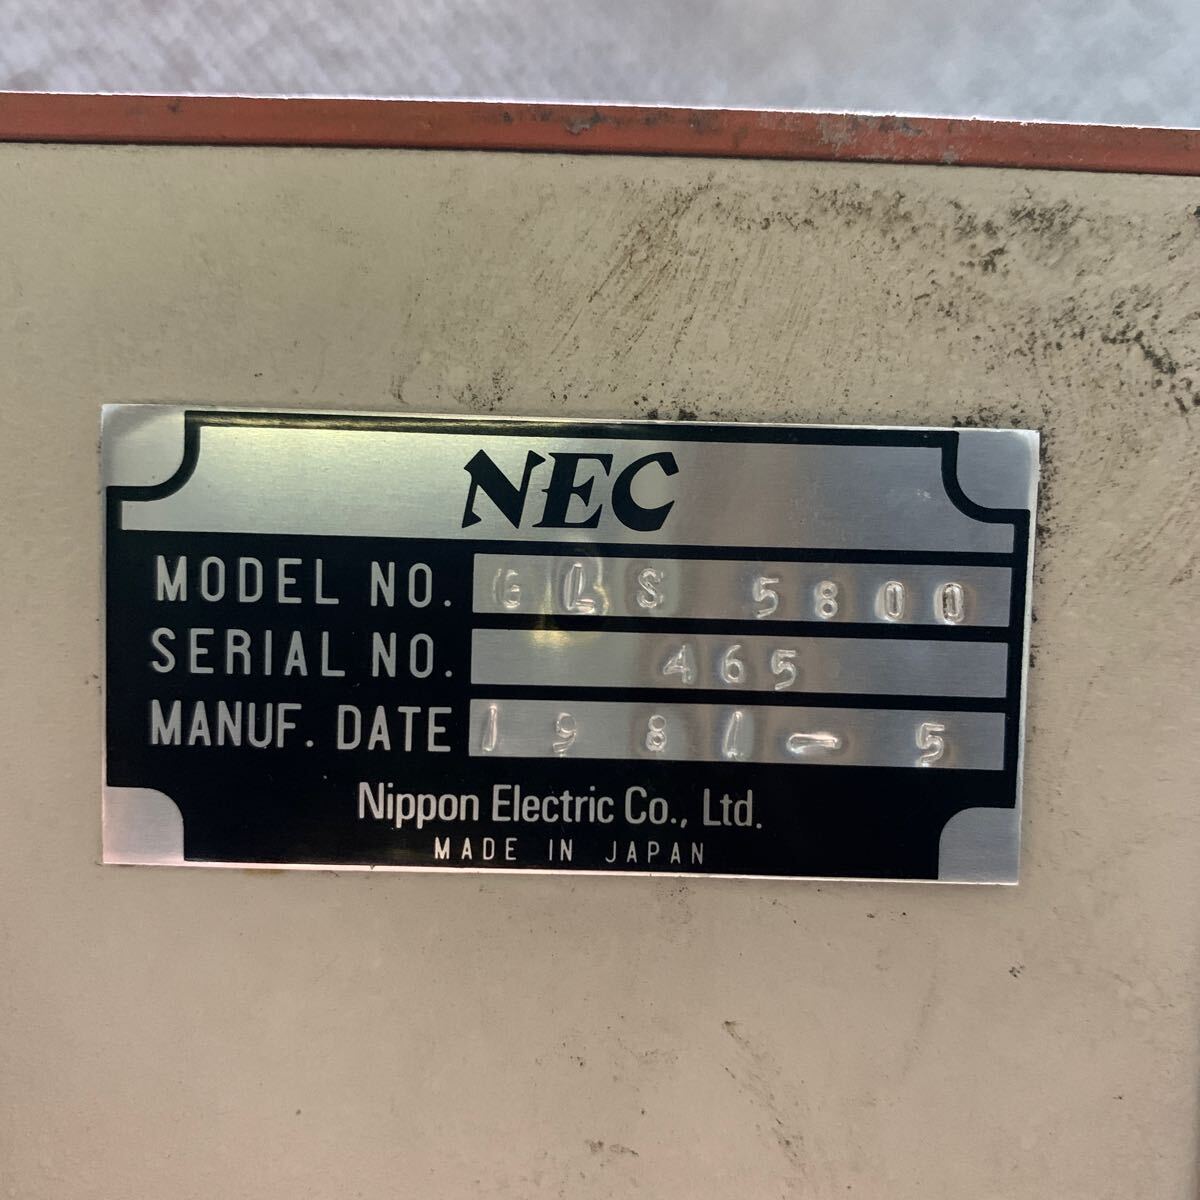 NEC
MODEL NO. GLS 5800
SERIAL NO. 465
MANUF. DATE 1981-5
Nippon Electric Co., Ltd.
MADE IN JAPAN